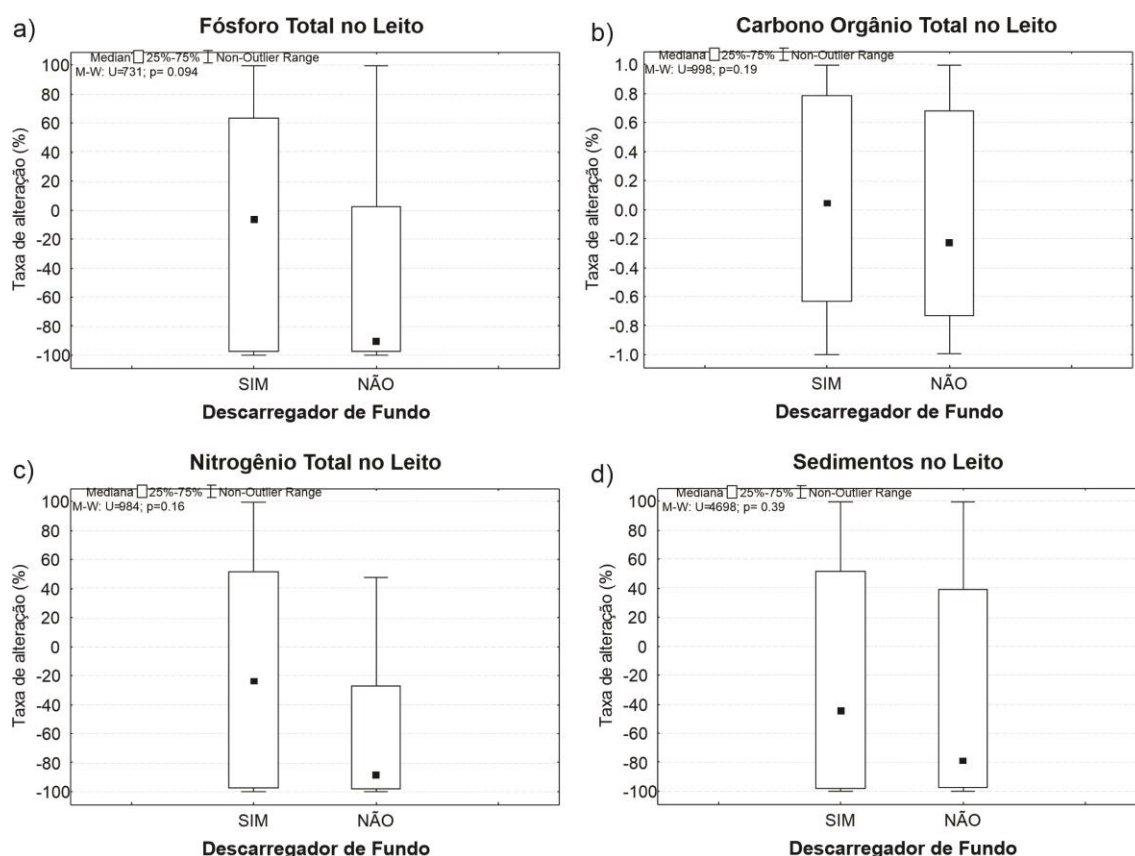 a)
Fósforo Total no Leito
Median 25%-75% Non-Outlier Range
M-W: U=731; p= 0.094
Taxa de alteração (%)
100
80
60
40
20
0
-20
-40
-60
-80
-100
SIM NÃO
Descarregador de Fundo
b)
Carbono Orgânio Total no Leito
Mediana 25%-75% Non-Outlier Range
M-W: U=998; p=0.19
Taxa de alteração (%)
1.0
0.8
0.6
0.4
0.2
0.0
-0.2
-0.4
-0.6
-0.8
-1.0
SIM NÃO
Descarregador de Fundo
c)
Nitrogênio Total no Leito
Mediana 25%-75% Non-Outlier Range
M-W: U=984; p=0.16
Taxa de alteração (%)
100
80
60
40
20
0
-20
-40
-60
-80
-100
SIM NÃO
Descarregador de Fundo
d)
Sedimentos no Leito
Mediana 25%-75% Non-Outlier Range
M-W: U=4698; p= 0.39
Taxa de alteração (%)
100
80
60
40
20
0
-20
-40
-60
-80
-100
SIM NÃO
Descarregador de Fundo